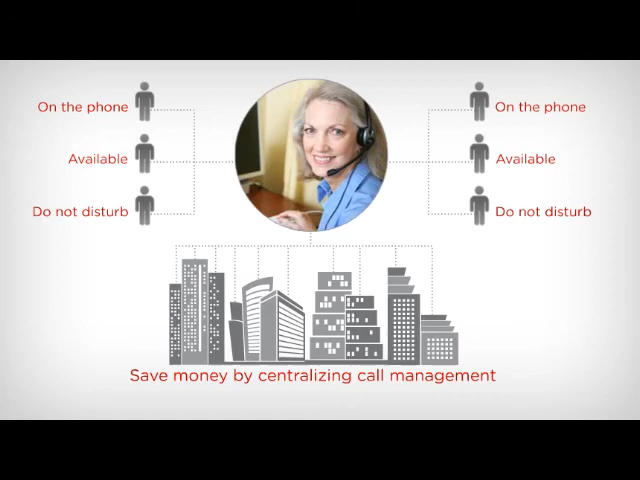 On the phone
On the phone
Available
Available
Do not disturb
Do not disturb
Save money by centralizing call management